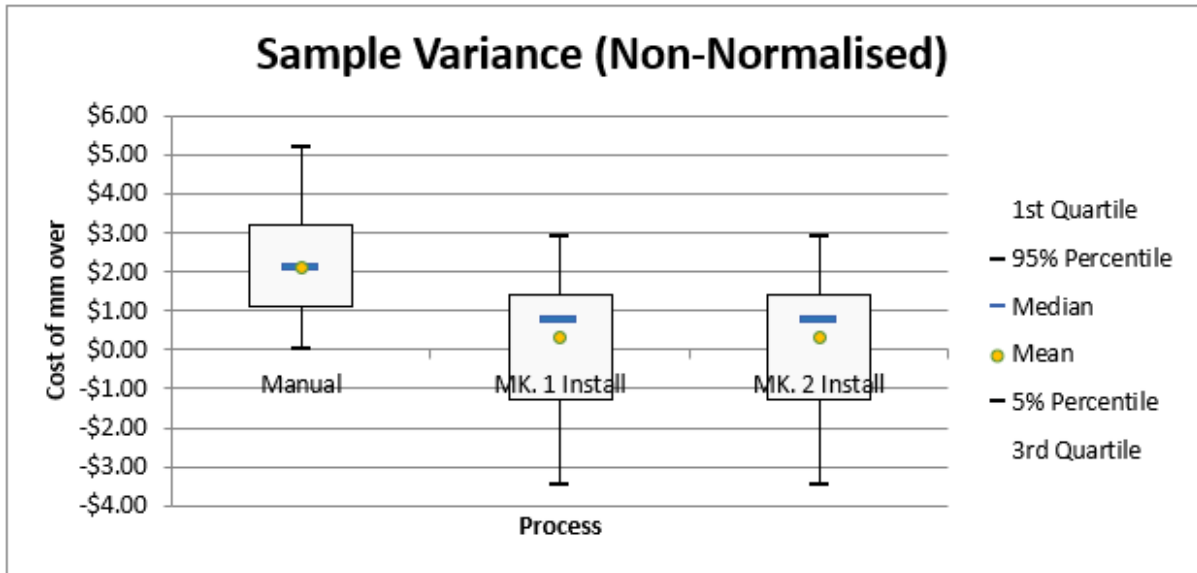 Sample Variance (Non-Normalised)
$6.00
$5.00
$4.00
$3.00
$2.00
$1.00
$0.00
-$1.00
-$2.00
-$3.00
-$4.00
Cost of mm over
Manual
MK. 1 Install
MK. 2 Install
Process
1st Quartile
95% Percentile
Median
Mean
5% Percentile
3rd Quartile